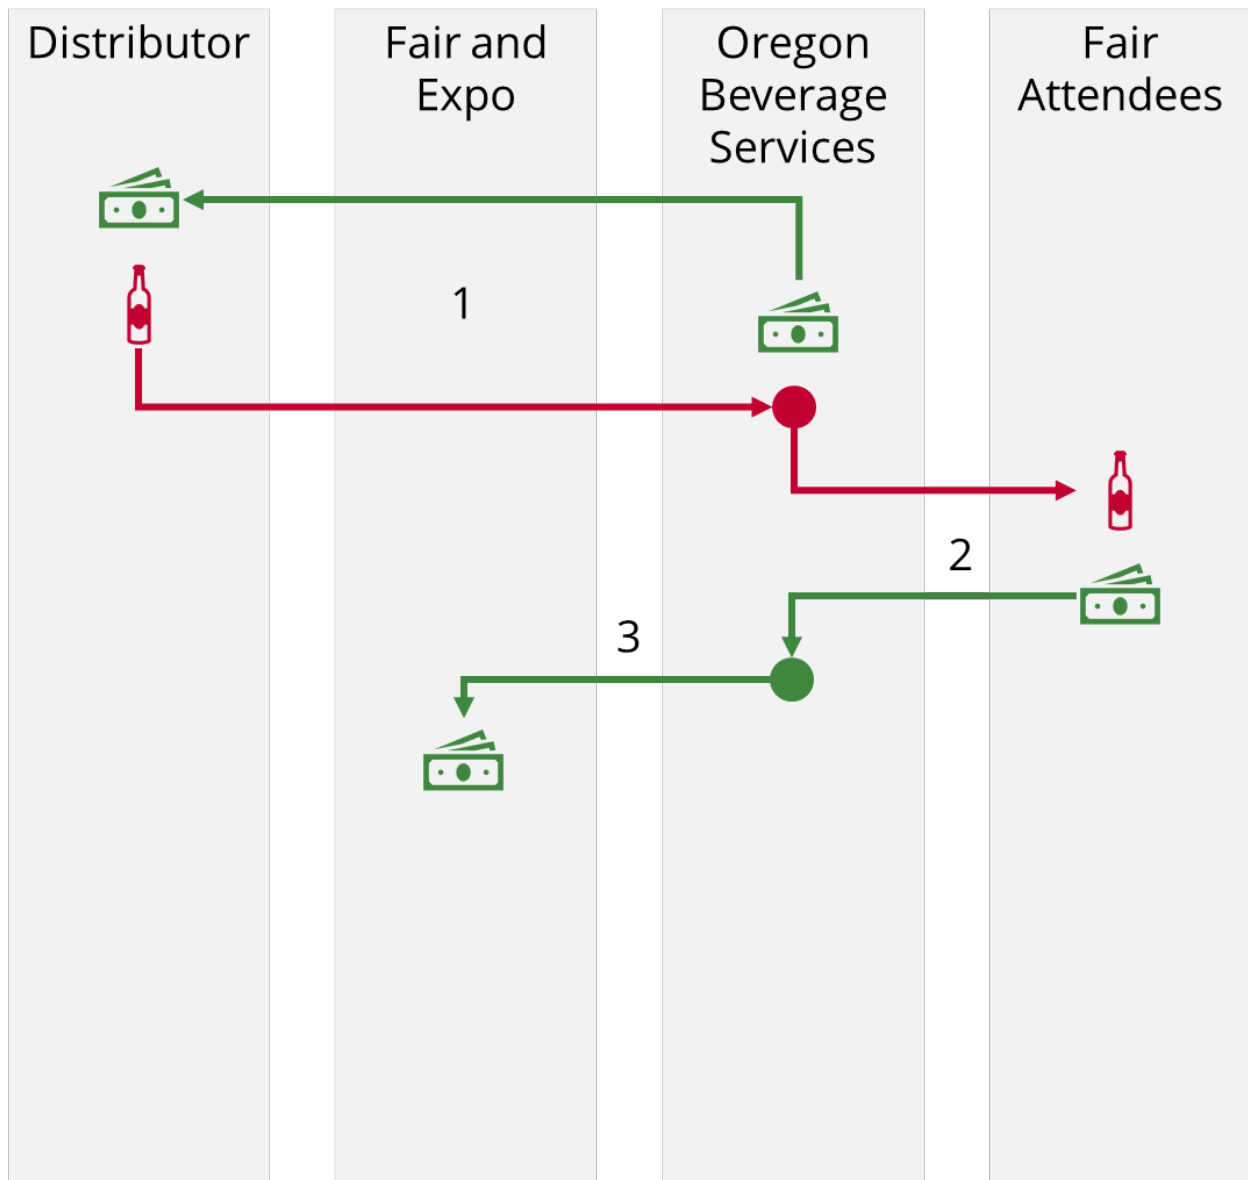 Distributor
Fair and
Expo
Oregon
Beverage
Services
Fair
Attendees
1
2
3